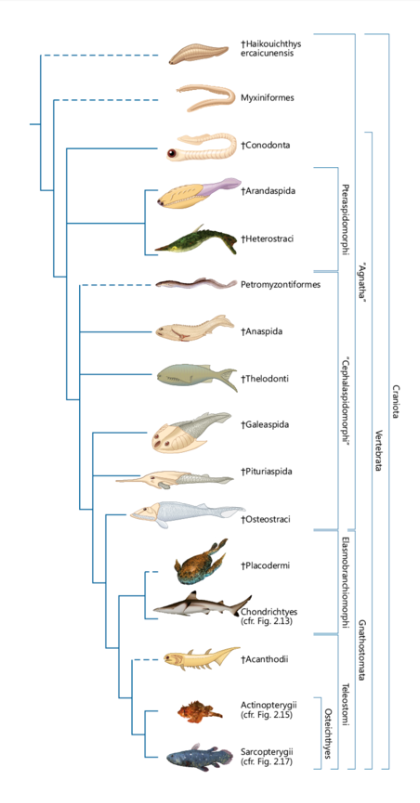 †Haikouichthys
ercaicunensis
Myxiniformes
†Conodonta
†Arandaspida
†Heterostraci
Petromyzontiformes
†Anaspida
†Thelodonti
†Galeaspida
†Pituriaspida
†Osteostraci
†Placodermi
Chondrichtyes
(cfr. Fig. 2.13)
†Acanthodii
Actinopterygii
(cfr. Fig. 2.15)
Sarcopterygii
(cfr. Fig. 2.17)
Pteraspidomorphi
"Cephalaspidomorphi"
Elasmobranchiomorphi
Teleostomi
Osteichthyes
"Agnatha"
Gnathostomata
Vertebrata
Craniota